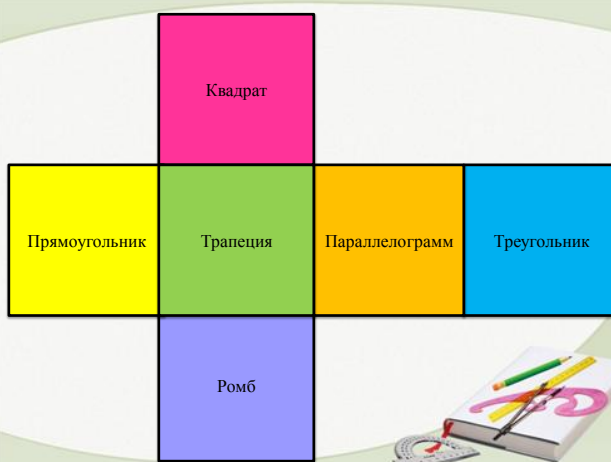 Квадрат
Прямоугольник Трапеция Параллелограмм Треугольник
Ромб